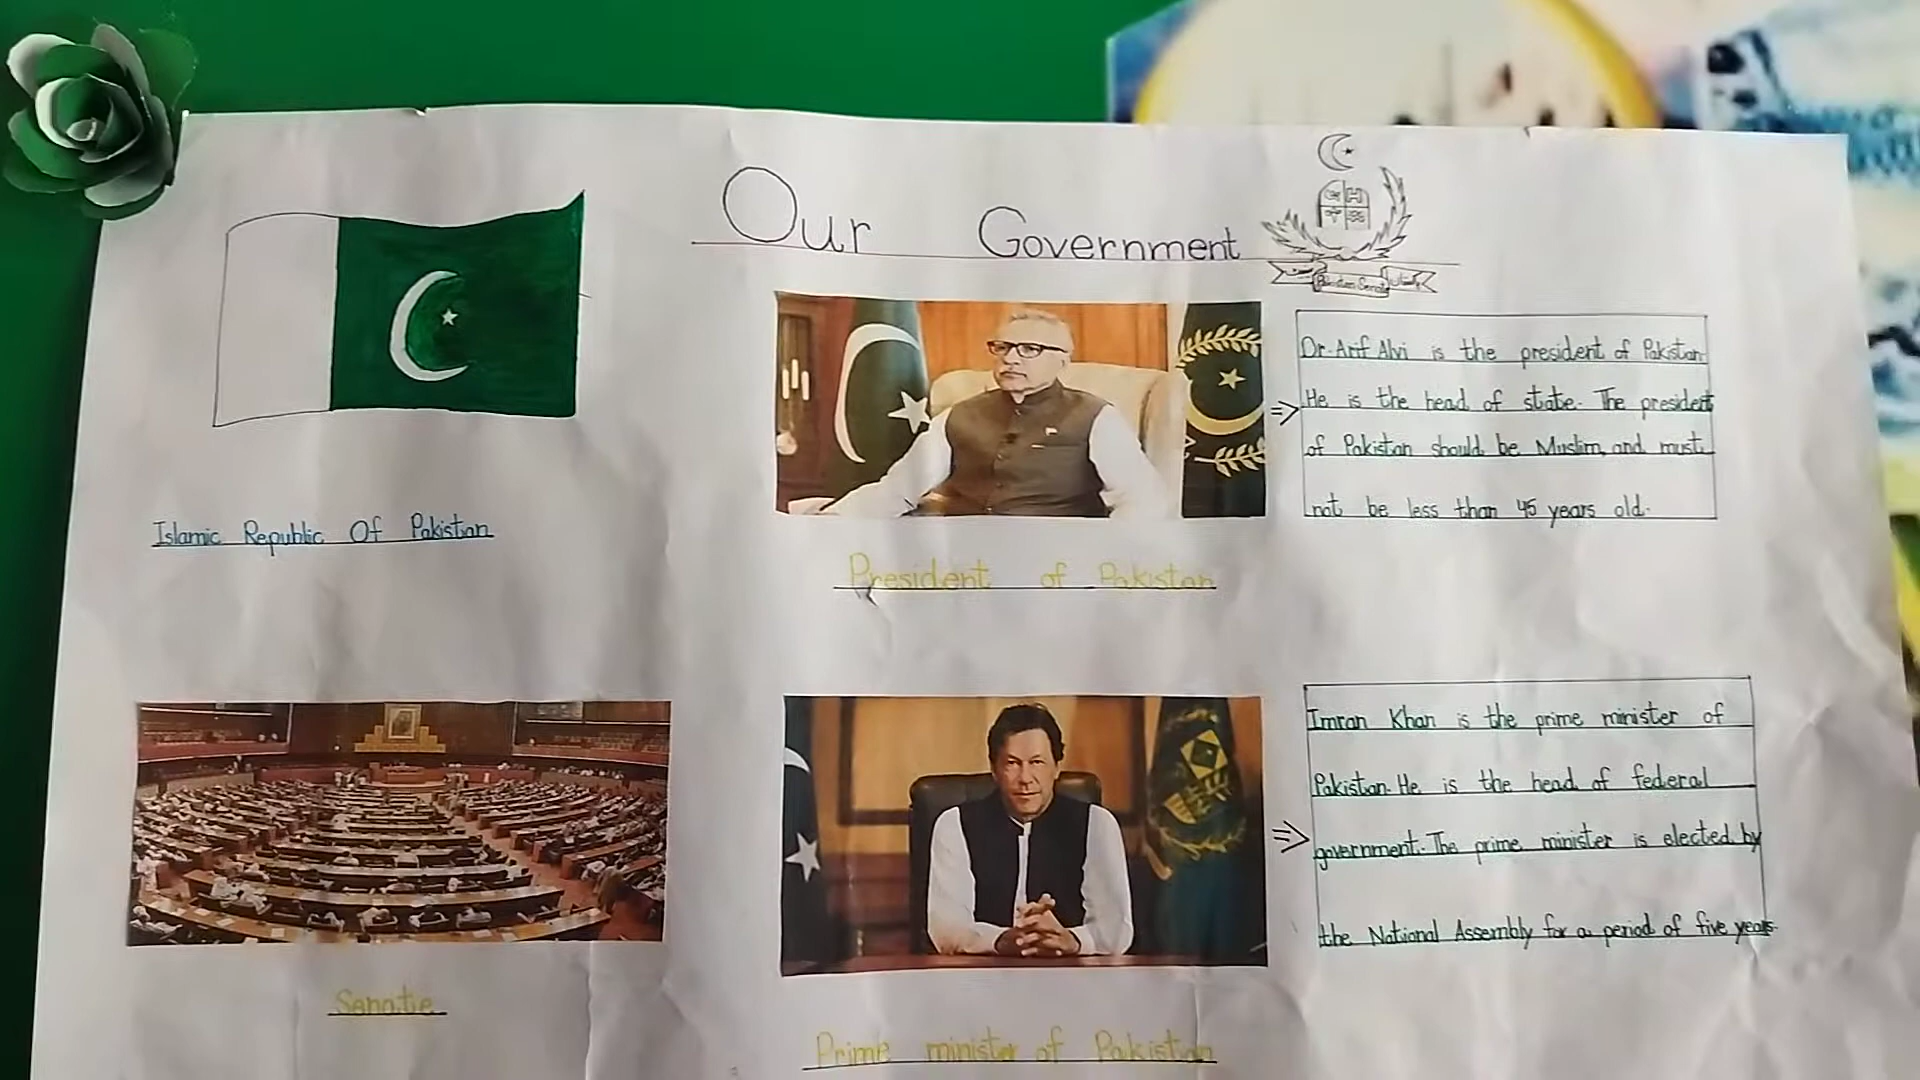 Our Government
Pakistan Senate
Islamic Republic Of Pakistan
Dr. Arif Alvi is the president of Pakistan.
He is the head of state. The president
of Pakistan should be Muslim, and must
not be less than 45 years old.
President of Pakistan
Imran Khan is the prime minister of
Pakistan. He is the head of federal
government. The prime minister is elected by
the National Assembly for a period of five years.
Senatie
Prime minister of Pakistan